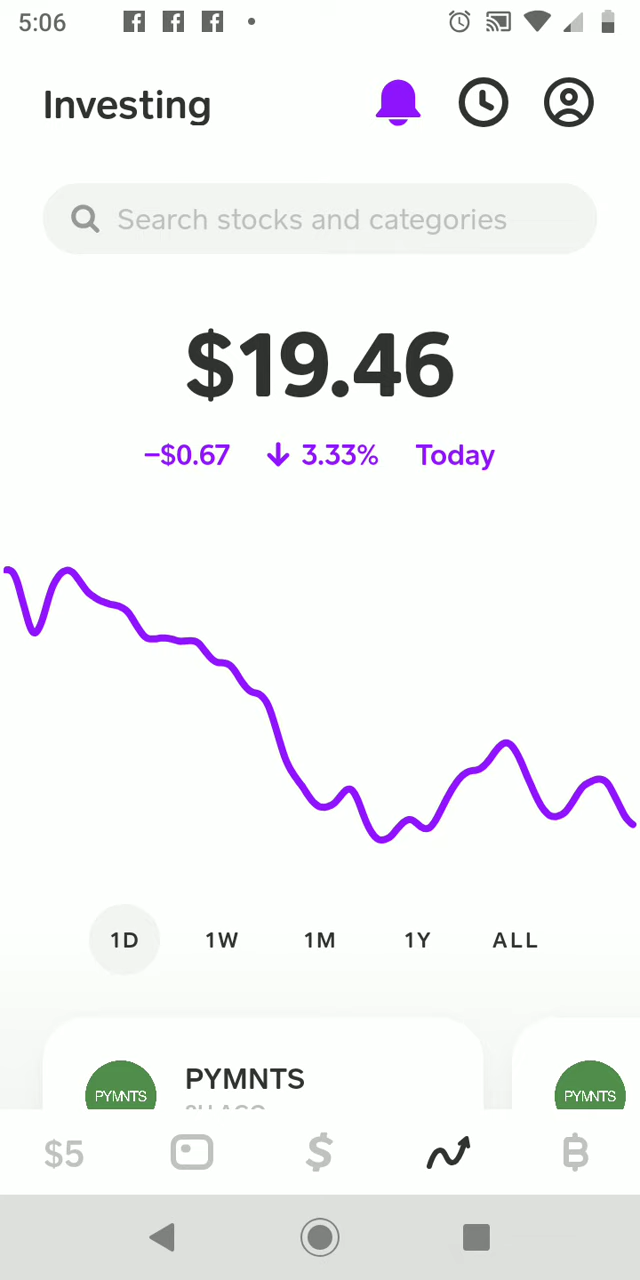 5:06
Investing
Search stocks and categories
$19.46
–$0.67 ↓ 3.33% Today
1D 1W 1M 1Y ALL
PYMNTS PYMNTS PYMNTS
$5